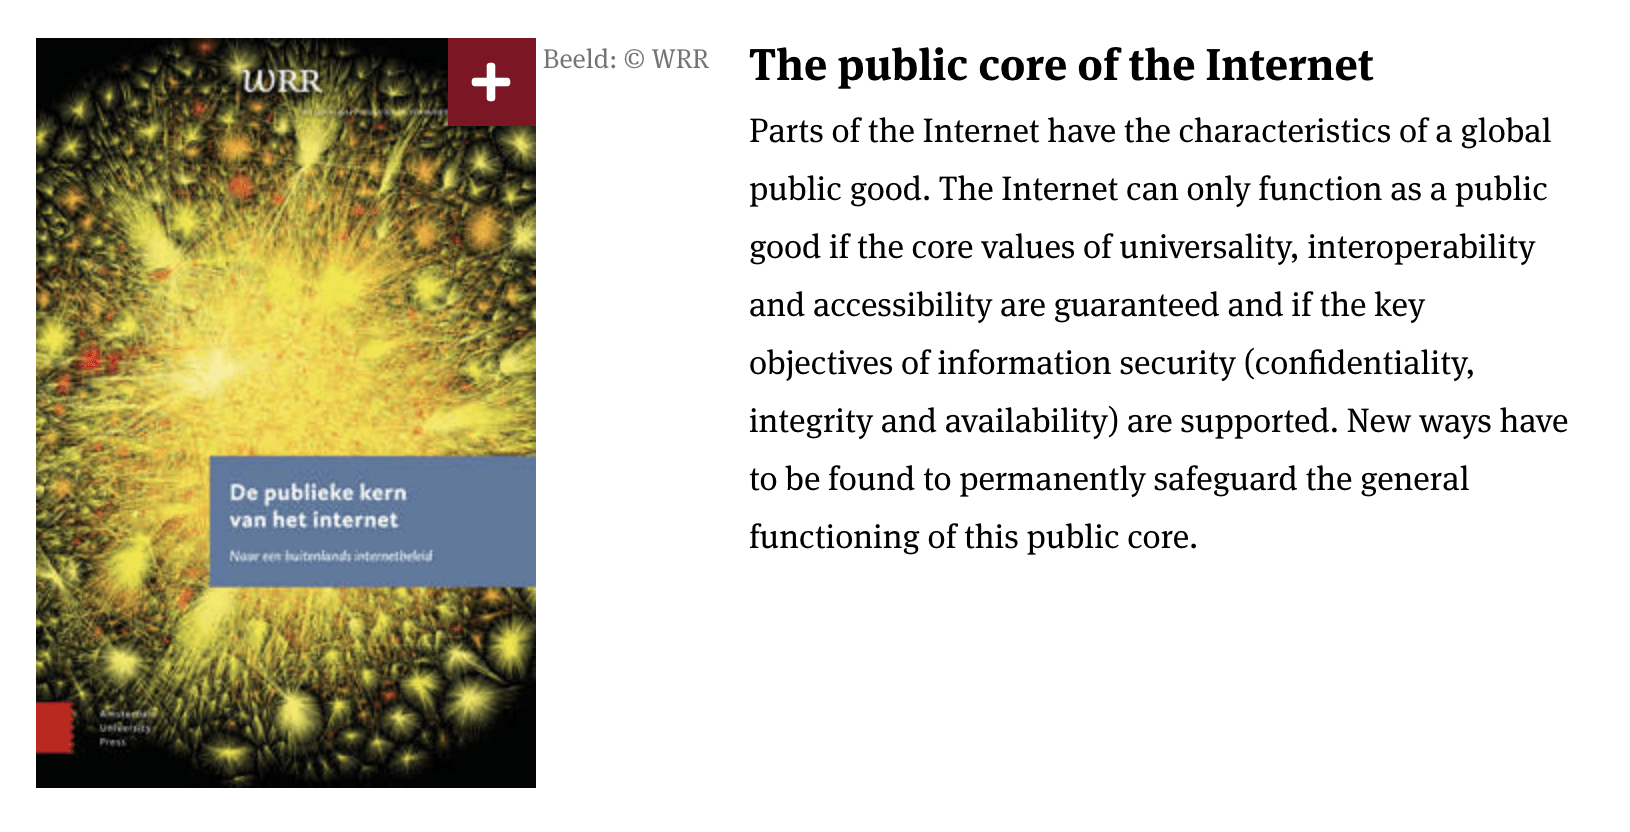 WRR
De publieke kern
van het internet
Naar een buitenlands internetbeleid
Amsterdam
University
Press
Beeld: © WRR
The public core of the Internet
Parts of the Internet have the characteristics of a global
public good. The Internet can only function as a public
good if the core values of universality, interoperability
and accessibility are guaranteed and if the key
objectives of information security (confidentiality,
integrity and availability) are supported. New ways have
to be found to permanently safeguard the general
functioning of this public core.